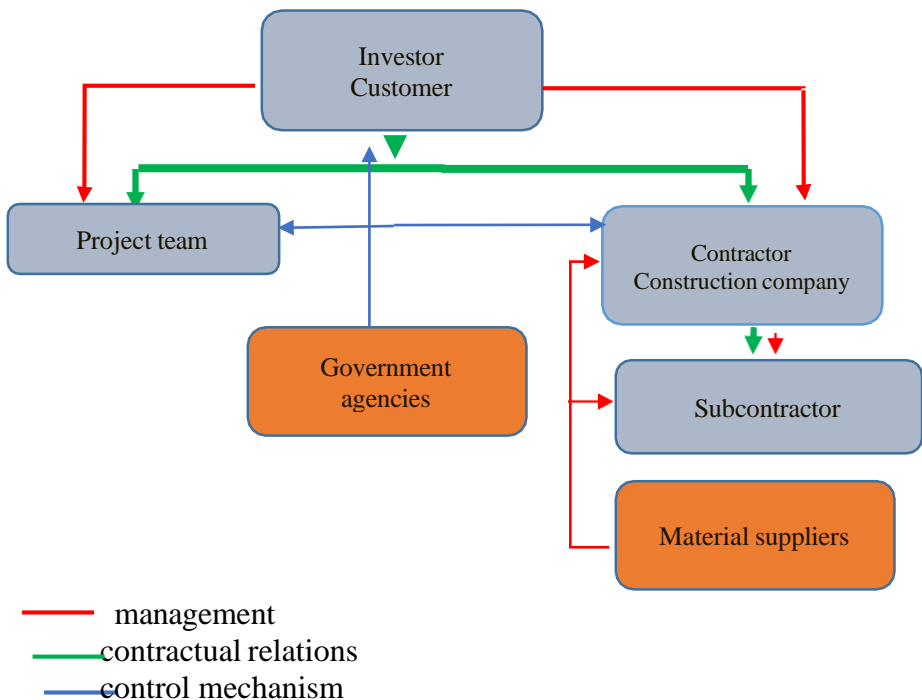 Investor
Customer
Project team
Contractor
Construction company
Government
agencies
Subcontractor
Material suppliers
management
contractual relations
control mechanism